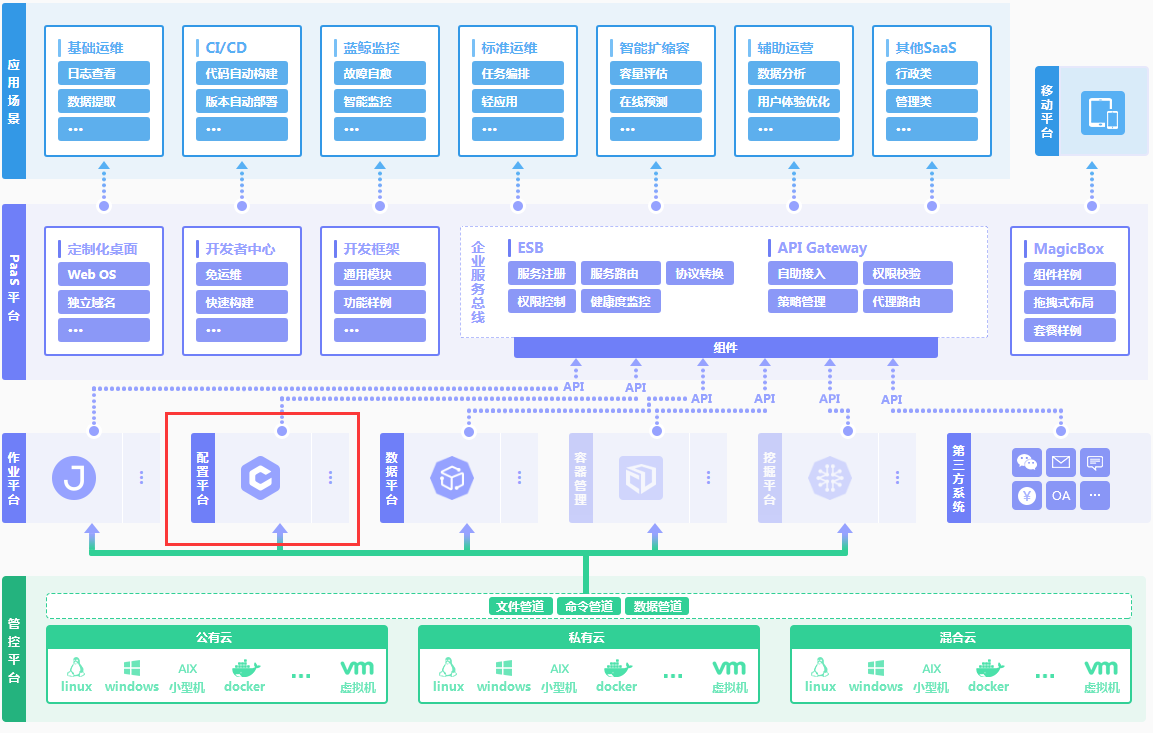 应用场景
基础运维
日志查看
数据提取
...
CI/CD
代码自动构建
版本自动部署
...
蓝鲸监控
故障自愈
智能监控
...
标准运维
任务编排
轻应用
...
智能扩缩容
容量评估
在线预测
...
辅助运营
数据分析
用户体验优化
...
其他SaaS
行政类
管理类
...
移动平台
PaaS平台
定制化桌面
Web OS
独立域名
...
开发者中心
免运维
快速构建
...
开发框架
通用模块
功能样例
...
企业服务总线
ESB
服务注册 服务路由 协议转换
权限控制 健康度监控
API Gateway
自助接入 权限校验
策略管理 代理路由
组件
MagicBox
组件样例
拖拽式布局
套餐样例
API
API
API
API
API
API
作业平台
J
配置平台
C
数据平台
容器管理
挖掘平台
第三方系统
¥
OA
...
管控平台
文件管道 命令管道 数据管道
公有云
linux
windows
AIX
小型机
docker
...
vm
虚拟机
私有云
linux
windows
AIX
小型机
docker
...
vm
虚拟机
混合云
linux
windows
AIX
小型机
docker
...
vm
虚拟机